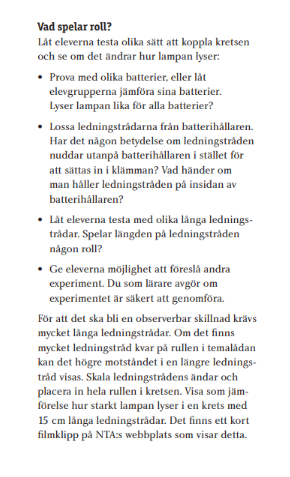 Vad spelar roll?
Låt eleverna testa olika sätt att koppla kretsen
och se om det ändrar hur lampan lyser:
• Prova med olika batterier, eller låt
elevgrupperna jämföra sina batterier.
Lyser lampan lika för alla batterier?
• Lossa ledningstrådarna från batterihållaren.
Har det någon betydelse om ledningstråden
nuddar utanpå batterihållaren i stället för
att sättas in i klämman? Vad händer om
man håller ledningstråden på insidan av
batterihållaren?
• Låt eleverna testa med olika långa lednings-
trådar. Spelar längden på ledningstråden
någon roll?
• Ge eleverna möjlighet att föreslå andra
experiment. Du som lärare avgör om
experimentet är säkert att genomföra.
För att det ska bli en observerbar skillnad krävs
mycket långa ledningstrådar. Om det finns
mycket ledningstråd kvar på rullen i temalådan
kan det högre motståndet i en längre lednings-
tråd visas. Skala ledningstrådens ändar och
placera in hela rullen i kretsen. Visa som jäm-
förelse hur starkt lampan lyser i en krets med
15 cm långa ledningstrådar. Det finns ett kort
filmklipp på NTA:s webbplats som visar detta.